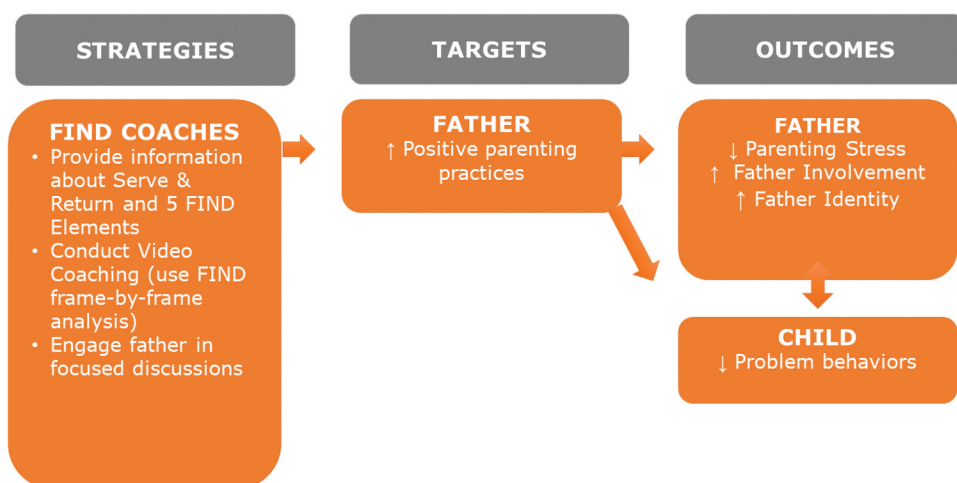 STRATEGIES
TARGETS
OUTCOMES
FIND COACHES
• Provide information
about Serve &
Return and 5 FIND
Elements
• Conduct Video
Coaching (use FIND
frame-by-frame
analysis)
• Engage father in
focused discussions
FATHER
↑ Positive parenting
practices
FATHER
↓ Parenting Stress
↑ Father Involvement
↑ Father Identity
CHILD
↓ Problem behaviors